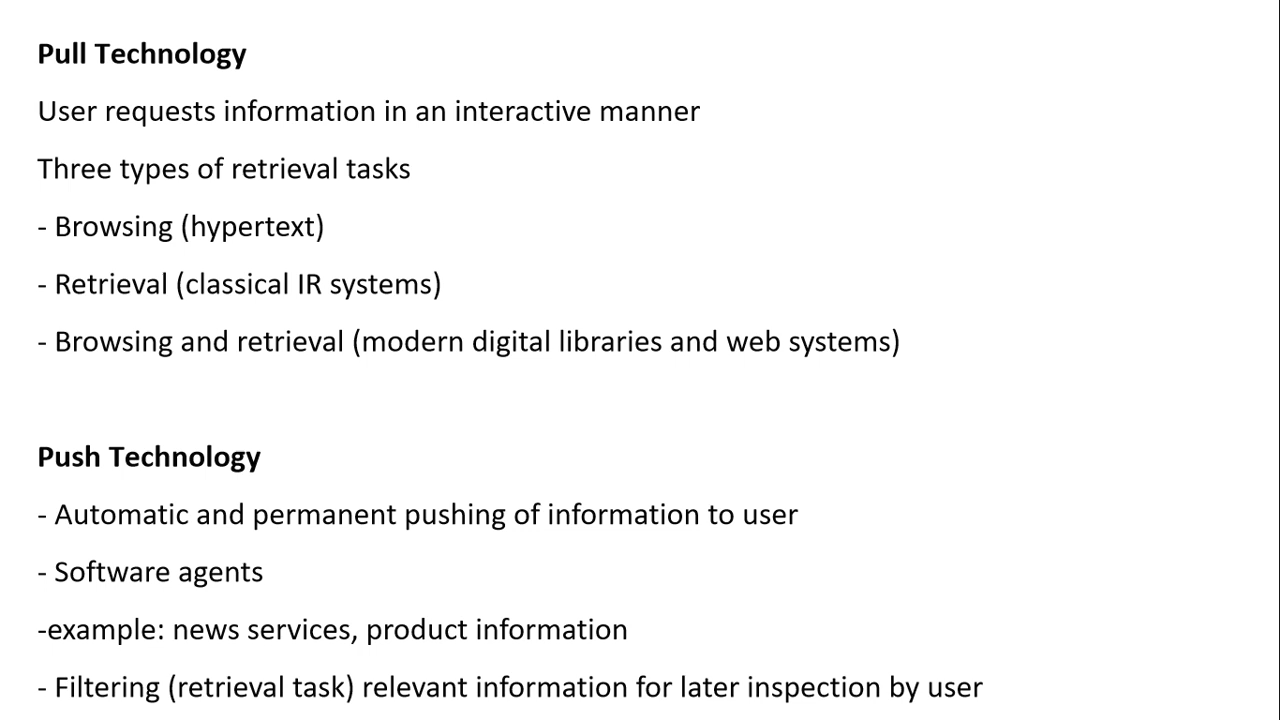 Pull Technology
User requests information in an interactive manner
Three types of retrieval tasks
- Browsing (hypertext)
- Retrieval (classical IR systems)
- Browsing and retrieval (modern digital libraries and web systems)
Push Technology
- Automatic and permanent pushing of information to user
- Software agents
-example: news services, product information
- Filtering (retrieval task) relevant information for later inspection by user